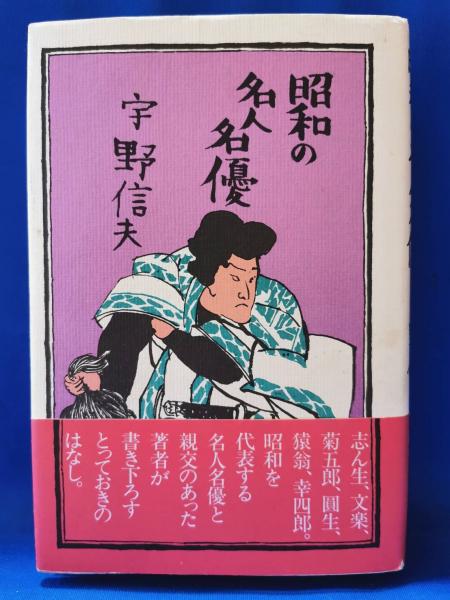 昭和の
名人名優
宇野信夫
志ん生、文楽、
菊五郎、圓生、
猿翁、幸四郎。
昭和を
代表する
名人名優と
親交のあった
著者が
書き下ろす
とっておきの
はなし。